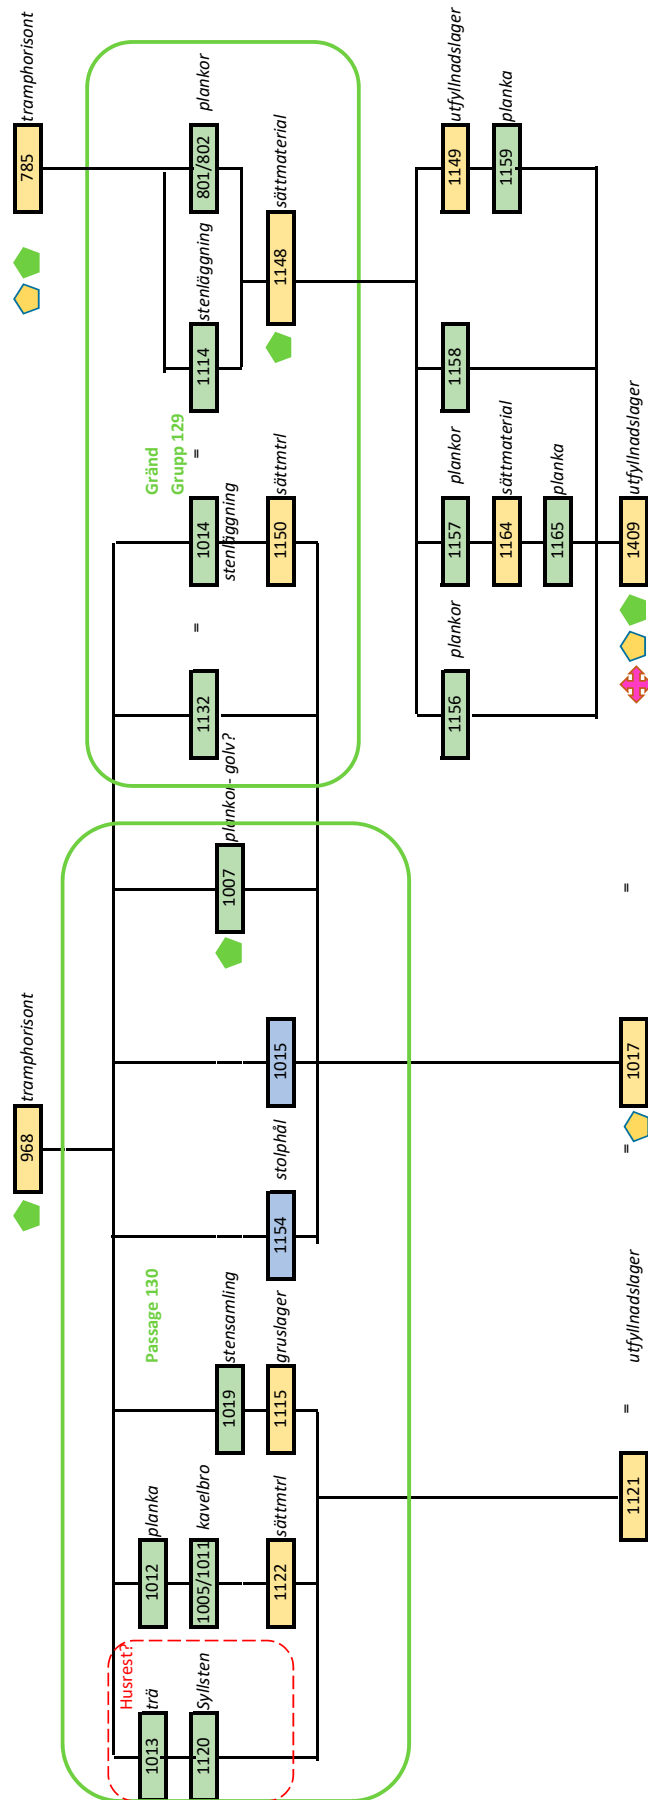 968 tramphorisont
785 tramphorisont
Husrest?
1013 trä
1012 planka
Passage 130
Gränd
Grupp 129
1120 Syllsten
1005/1011 kavelbro
1132
=
1014
stenläggning
=
1114 stenläggning
801/802 plankor
1019 stensamling
1007 plankor- golv?
1122 sättmtrl
1115 gruslager
1154 stolphål
1015
1150 sättmtrl
1148 sättmaterial
1156 plankor
1157 plankor
1158
1149 utfyllnadslager
1164 sättmaterial
1159 planka
1165 planka
1121
=
utfyllnadslager
=
1017
=
1409 utfyllnadslager